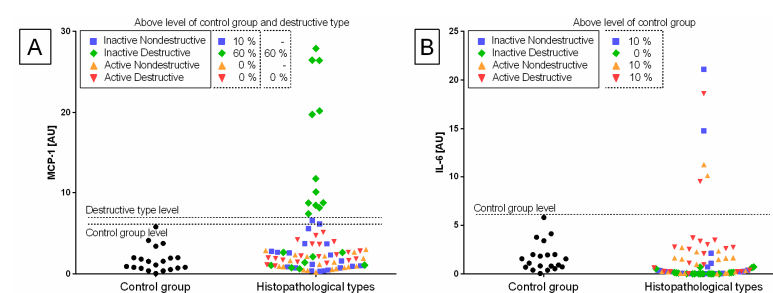 Above level of control group and destructive type
A
Inactive Nondestructive 10 % -
Inactive Destructive 60 % 60 %
Active Nondestructive 0 % -
Active Destructive 0 % 0 %
MCP-1 [AU]
30
20
10
0
Destructive type level
Control group level
Control group
Histopathological types
Above level of control group
B
Inactive Nondestructive 10 %
Inactive Destructive 0 %
Active Nondestructive 10 %
Active Destructive 10 %
IL-6 [AU]
25
20
15
10
5
0
Control group level
Control group
Histopathological types